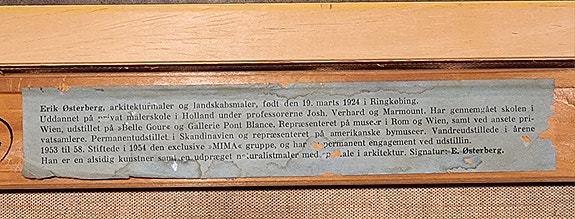 Erik Østerberg, arkitekturmaler og landskabsmaler, født den 19. marts 1924 i Ringkøbing.
Uddannet på privat malerskole i Holland under professorerne Josh. Verhard og Marmount. Har gennemgået skolen i
Wien, udstillet på »Belle Gour« og Gallerie Pont Blance. Repræsenteret på museer i Rom og Wien, samt ved ansete pri-
vatsamlere. Permanentudstillet i Skandinavien og repræsenteret på amerikanske bymuseer. Vandreudstillede i årene
1953 til 58. Stiftede i 1954 den exclusive »MIMA« gruppe, og har permanent engagement ved udstillin.
Han er en alsidig kunstner samt en udpræget naturalistmaler med i arkitektur. Signatur: E. Østerberg.